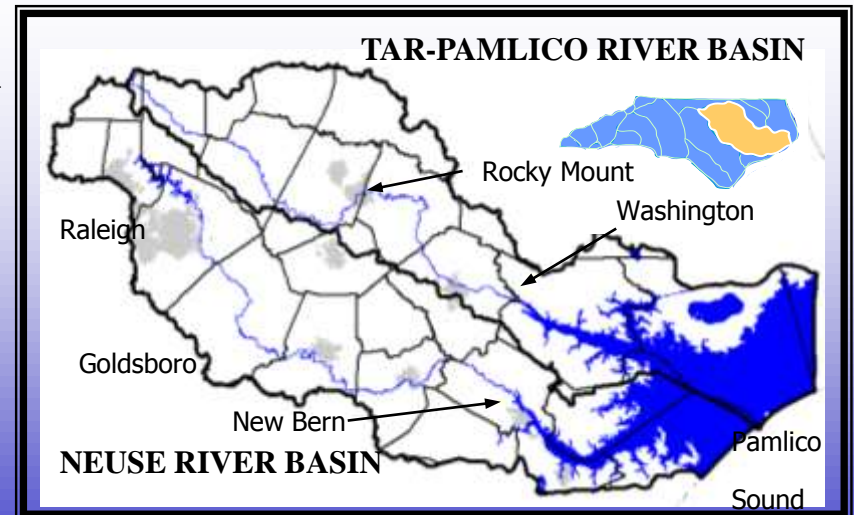 TAR-PAMLICO RIVER BASIN
Rocky Mount
Washington
Raleigh
Goldsboro
New Bern
NEUSE RIVER BASIN
Pamlico
Sound